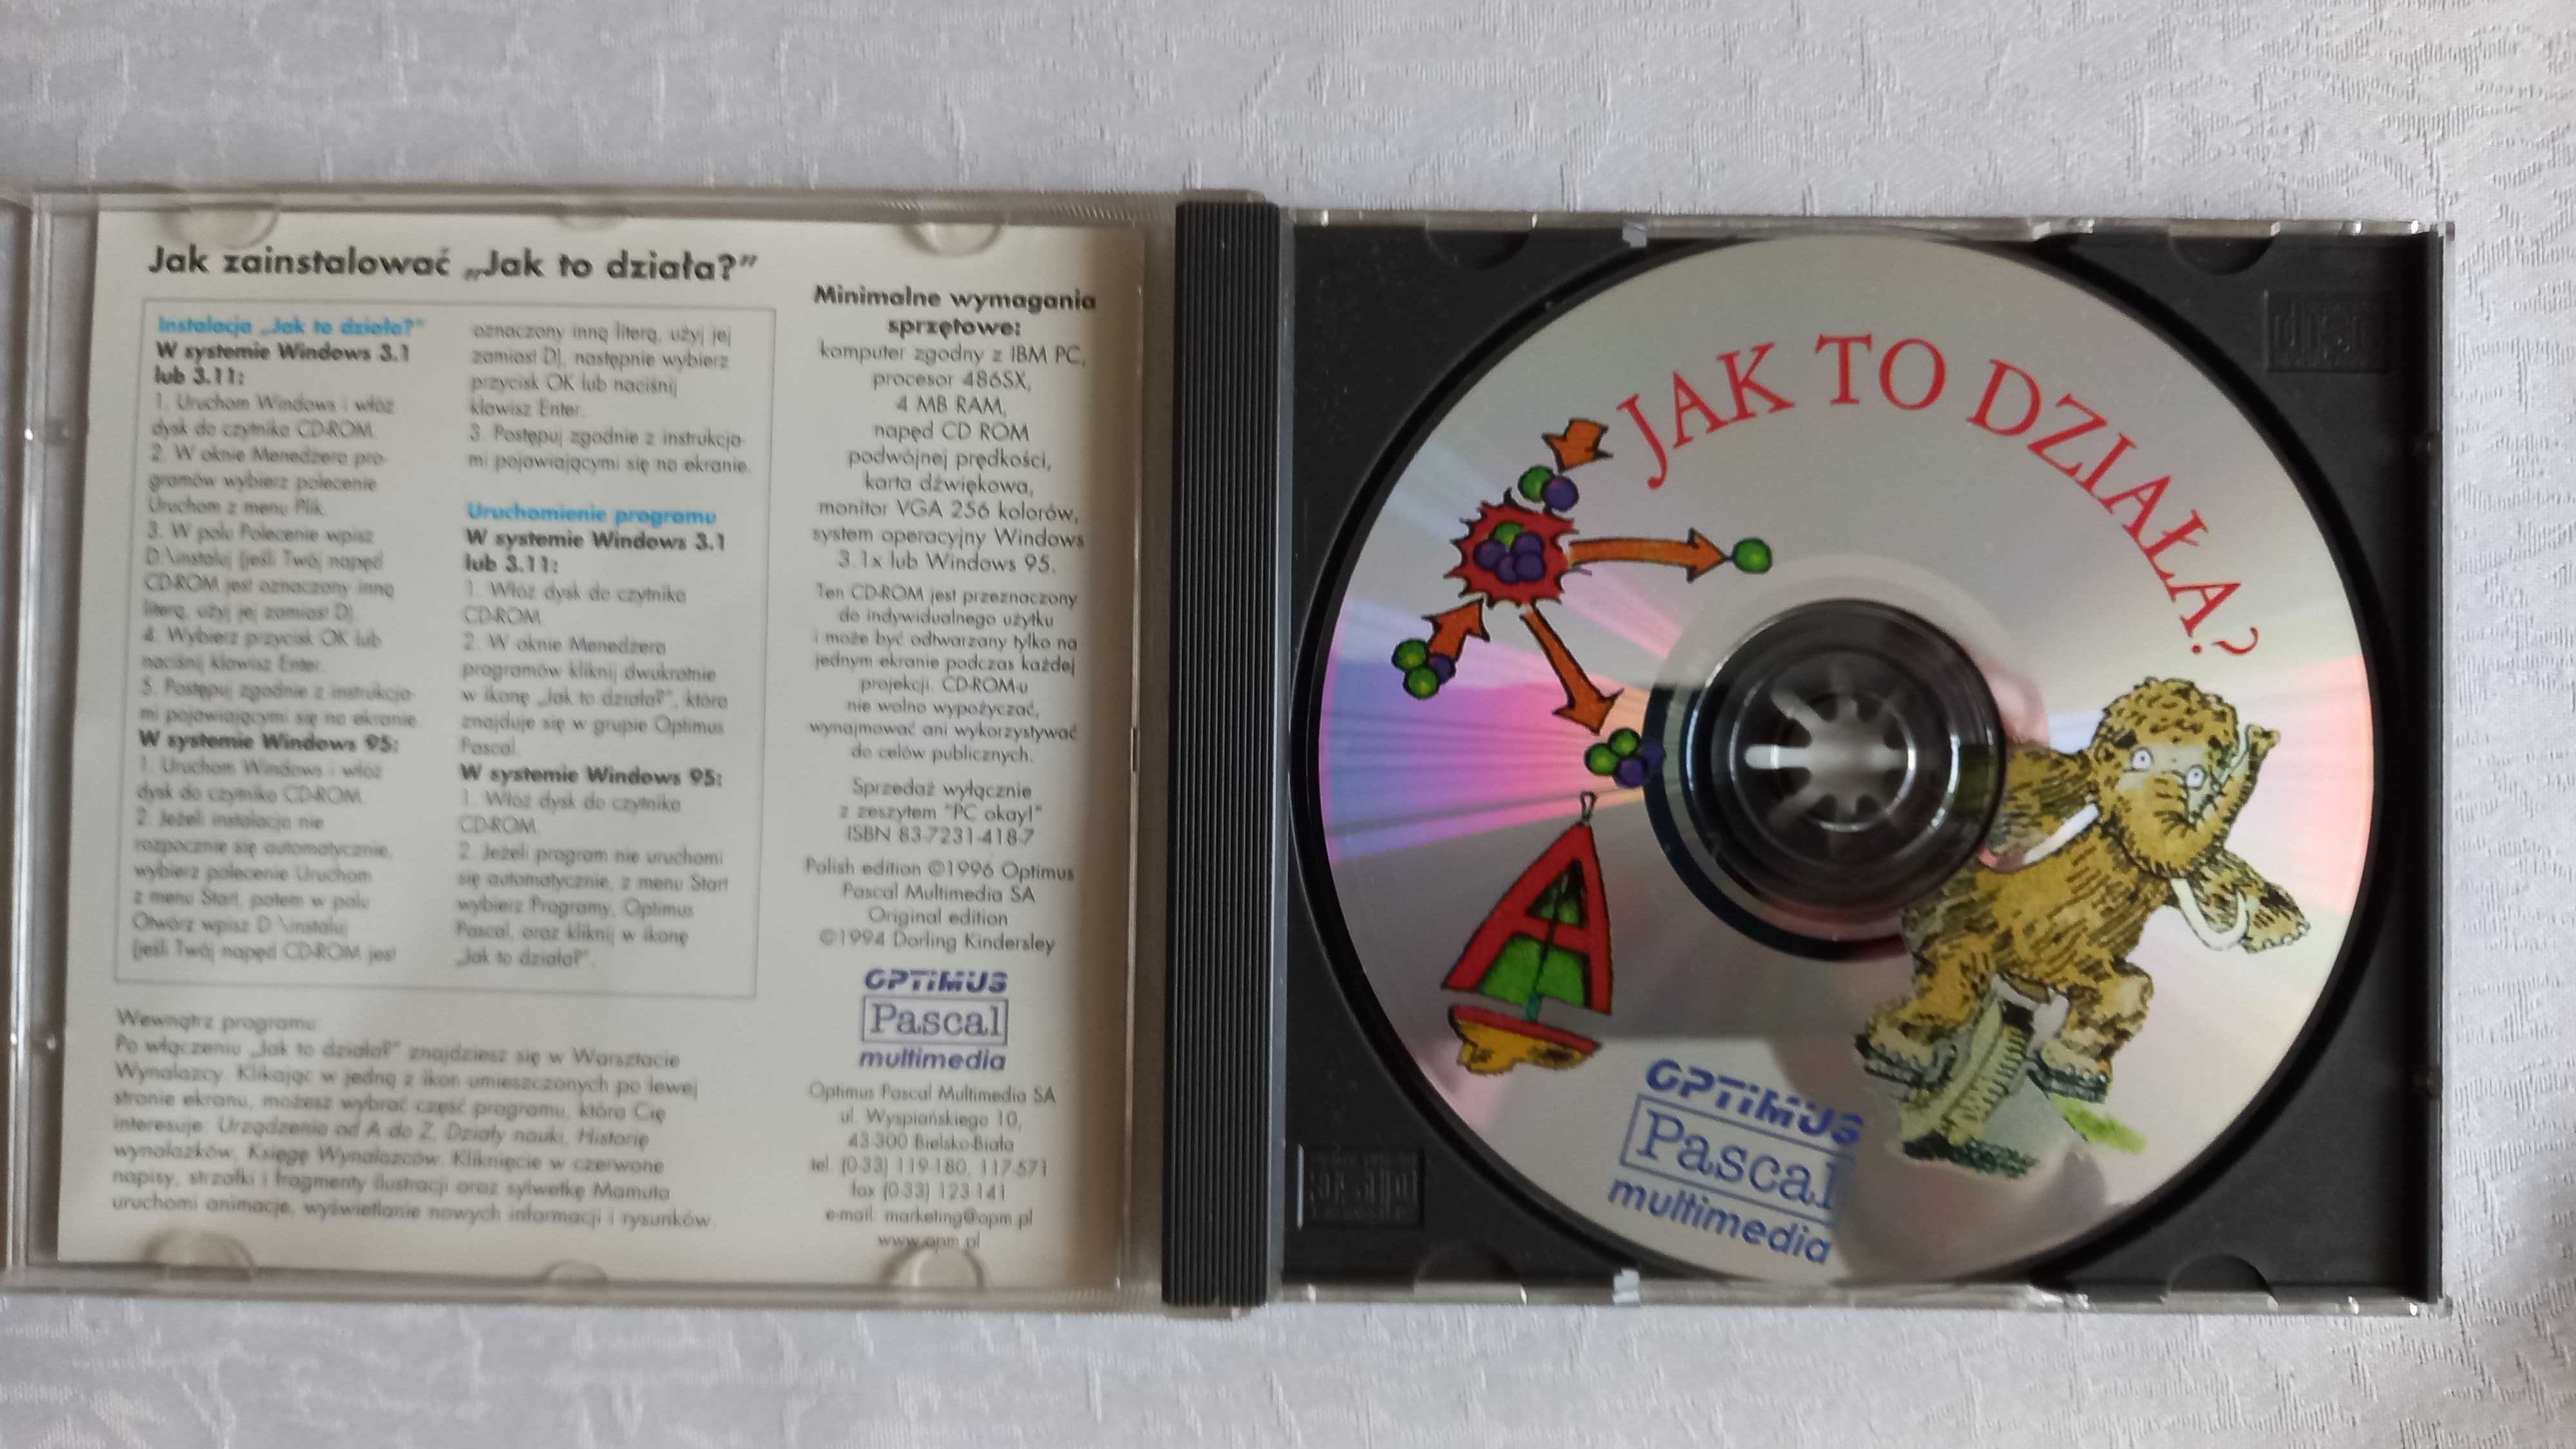 Jak zainstalować „Jak to działa?”
Instalacja „Jak to działa?”
W systemie Windows 3.1
lub 3.11:
1. Uruchom Windows i włóż
dysk do czytnika CD-ROM.
2. W oknie Menedżera pro-
gramów wybierz polecenie
Uruchom z menu Plik.
3. W polu Polecenie wpisz
D:\instaluj (jeśli Twój napęd
CD-ROM jest oznaczony inną
literą, użyj jej zamiast D).
4. Wybierz przycisk OK lub
naciśnij klawisz Enter.
5. Postępuj zgodnie z instrukcja-
mi pojawiającymi się na ekranie.
W systemie Windows 95:
1. Uruchom Windows i włóż
dysk do czytnika CD-ROM.
2. Jeżeli instalacja nie
rozpocznie się automatycznie,
wybierz polecenie Uruchom
z menu Start, potem w polu
Otwórz wpisz D:\instaluj
(jeśli Twój napęd CD-ROM jest
oznaczony inną literą, użyj jej
zamiast D), następnie wybierz
przycisk OK lub naciśnij
klawisz Enter.
3. Postępuj zgodnie z instrukcja-
mi pojawiającymi się na ekranie.
Uruchomienie programu
W systemie Windows 3.1
lub 3.11:
1. Włóż dysk do czytnika
CD-ROM.
2. W oknie Menedżera
programów kliknij dwukrotnie
w ikonę „Jak to działa?”, która
znajduje się w grupie Optimus
Pascal.
W systemie Windows 95:
1. Włóż dysk do czytnika
CD-ROM.
2. Jeżeli program nie uruchomi
się automatycznie, z menu Start
wybierz Programy, Optimus
Pascal, oraz kliknij w ikonę
„Jak to działa?”.
Wewnątrz programu:
Po włączeniu „Jak to działa?” znajdziesz się w Warsztacie
Wynalazcy. Klikając w jedną z ikon umieszczonych po lewej
stronie ekranu, możesz wybrać część programu, która Cię
interesuje: Urządzenia od A do Z, Działy nauki, Historię
wynalazków, Księgę Wynalazców. Kliknięcie w czerwone
napisy, strzałki i fragmenty ilustracji oraz sylwetkę Mamuta
uruchomi animacje, wyświetlanie nowych informacji i rysunków.
Minimalne wymagania
sprzętowe:
komputer zgodny z IBM PC,
procesor 486SX,
4 MB RAM,
napęd CD ROM
podwójnej prędkości,
karta dźwiękowa,
monitor VGA 256 kolorów,
system operacyjny Windows
3.1x lub Windows 95.
Ten CD-ROM jest przeznaczony
do indywidualnego użytku
i może być odtwarzany tylko na
jednym ekranie podczas każdej
projekcji. CD-ROM-u
nie wolno wypożyczać,
wynajmować ani wykorzystywać
do celów publicznych.
Sprzedaż wyłącznie
z zeszytem "PC okay!"
ISBN 83-7231-418-7
Polish edition ©1996 Optimus
Pascal Multimedia SA
Original edition
©1994 Dorling Kindersley
OPTIMUS
Pascal
multimedia
Optimus Pascal Multimedia SA
ul. Wyspiańskiego 10,
43-300 Bielsko-Biała
tel. (0-33) 119-180, 117-571
fax (0-33) 123-141
e-mail: marketing@opm.pl
www.opm.pl
JAK TO DZIAŁA?
OPTIMUS
Pascal
multimedia